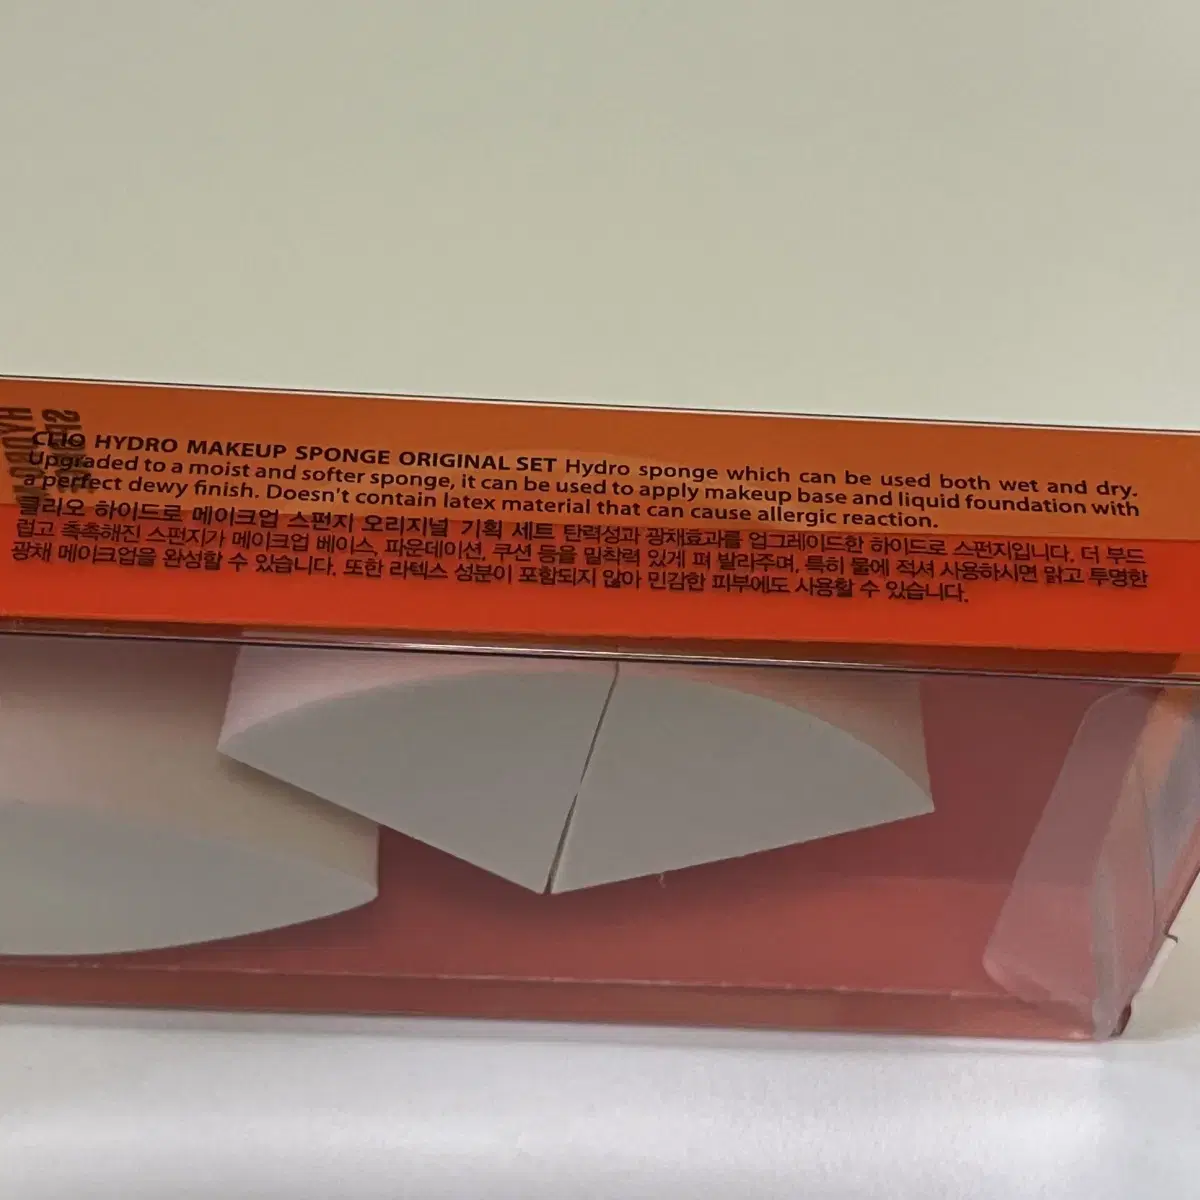 CLIO HYDRO MAKEUP SPONGE ORIGINAL SET Hydro sponge which can be used both wet and dry.
Upgraded to a moist and softer sponge, it can be used to apply makeup base and liquid foundation with
a perfect dewy finish. Doesn't contain latex material that can cause allergic reaction.
클리오 하이드로 메이크업 스펀지 오리지널 기획 세트 탄력성과 광채효과를 업그레이드한 하이드로 스펀지입니다. 더 부드
럽고 촉촉해진 스펀지가 메이크업 베이스, 파운데이션, 쿠션 등을 밀착력 있게 펴 발라주며, 특히 물에 적셔 사용하시면 맑고 투명한
광채 메이크업을 완성할 수 있습니다. 또한 라텍스 성분이 포함되지 않아 민감한 피부에도 사용할 수 있습니다.